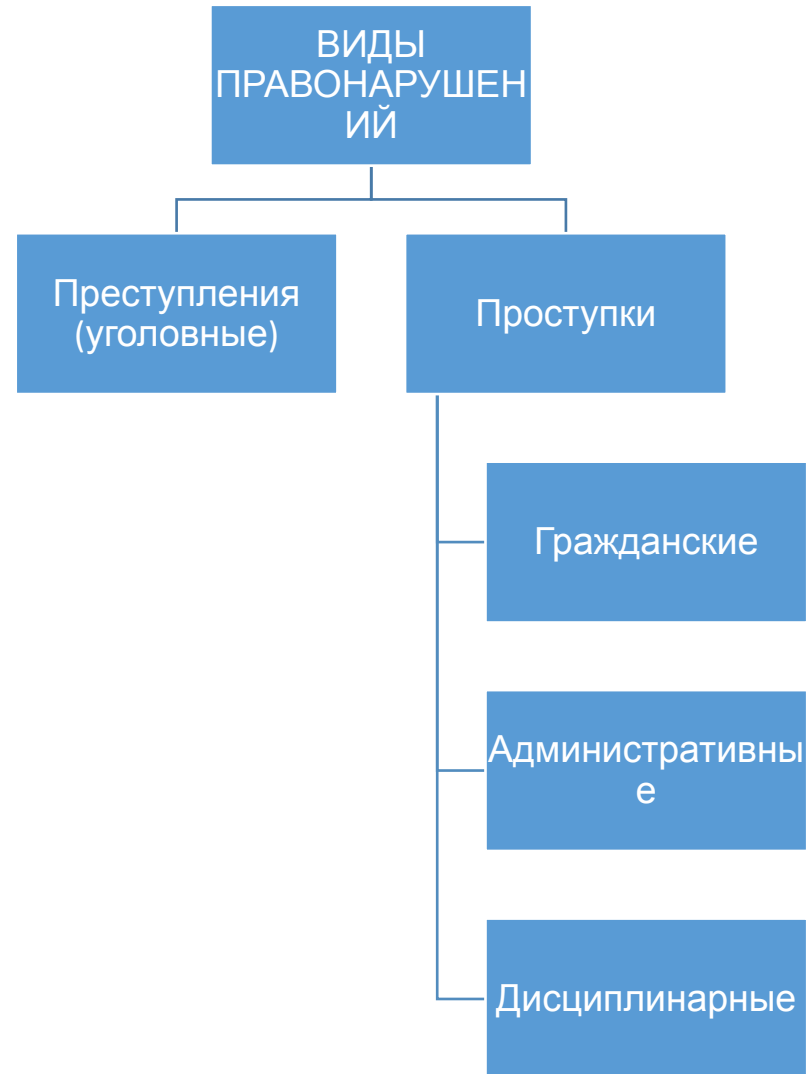 ВИДЫ
ПРАВОНАРУШЕН
ИЙ
Преступления
(уголовные)
Проступки
Гражданские
Административны
е
Дисциплинарные